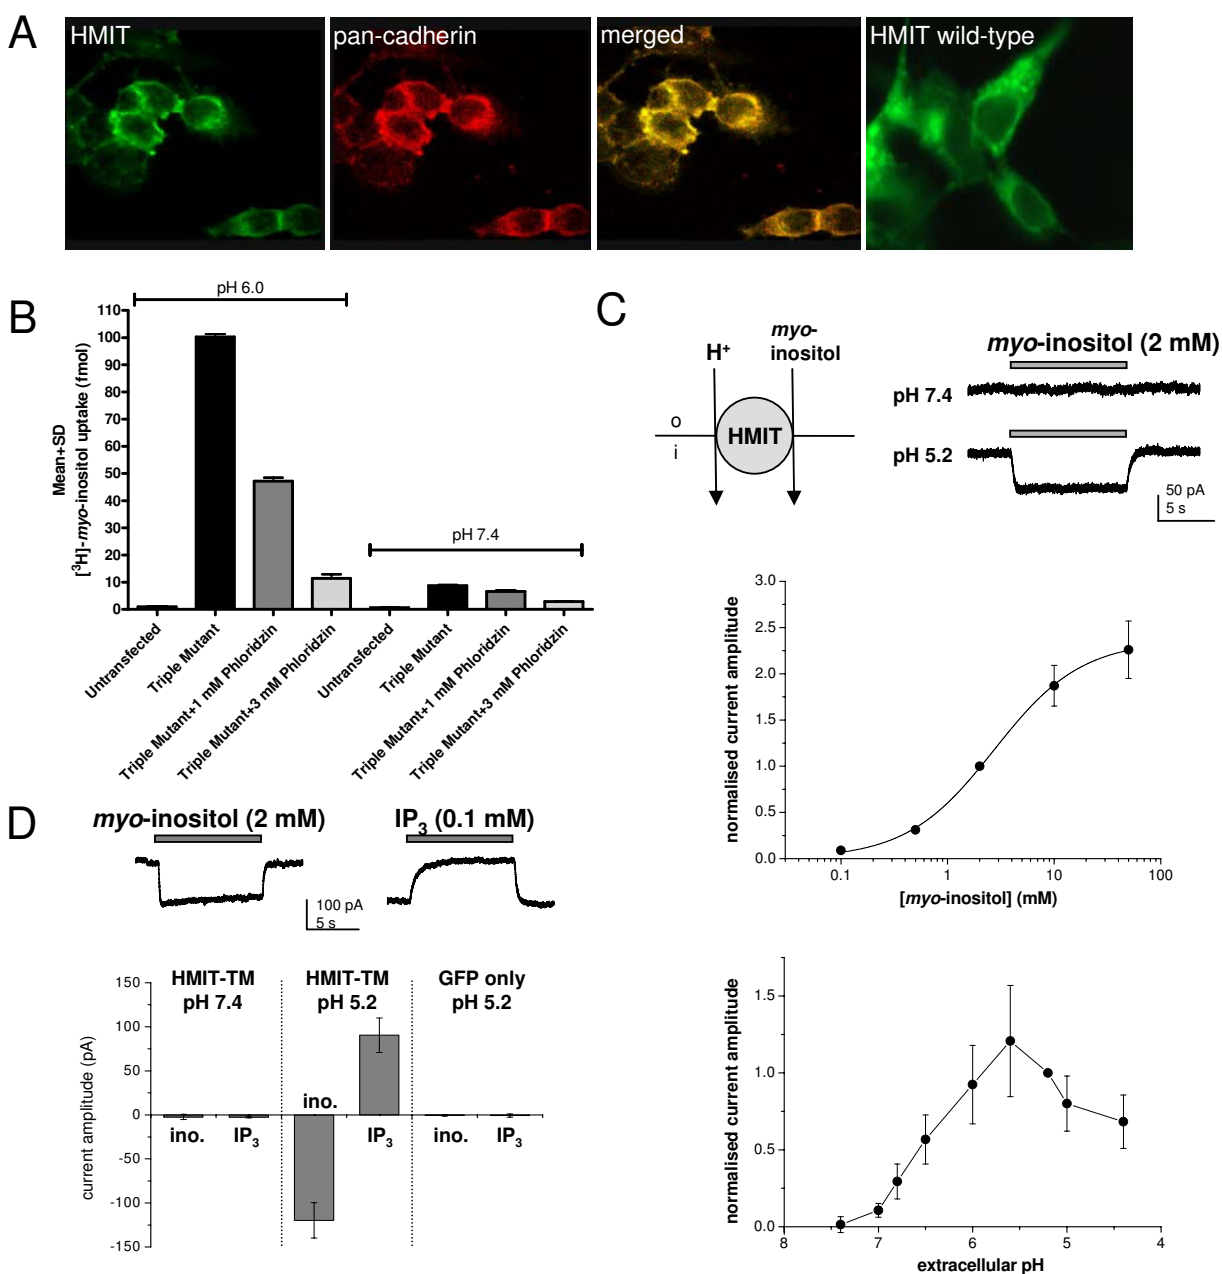 A
HMIT
pan-cadherin
merged
HMIT wild-type
B
pH 6.0
pH 7.4
Mean+SD
[³H]-myo-inositol uptake (fmol)
110
100
90
80
70
60
50
40
30
20
10
0
Untransfected
Triple Mutant
Triple Mutant+1 mM Phloridzin
Triple Mutant+3 mM Phloridzin
Untransfected
Triple Mutant
Triple Mutant+1 mM Phloridzin
Triple Mutant+3 mM Phloridzin
C
H⁺
myo-
inositol
o
i
HMIT
myo-inositol (2 mM)
pH 7.4
pH 5.2
50 pA
5 s
normalised current amplitude
3.0
2.5
2.0
1.5
1.0
0.5
0.0
0.1
1
10
100
[myo-inositol] (mM)
normalised current amplitude
1.5
1.0
0.5
0.0
8
7
6
5
4
extracellular pH
D
myo-inositol (2 mM)
IP₃ (0.1 mM)
100 pA
5 s
HMIT-TM
pH 7.4
HMIT-TM
pH 5.2
GFP only
pH 5.2
current amplitude (pA)
150
100
50
0
-50
-100
-150
ino.
IP₃
ino.
IP₃
ino.
IP₃